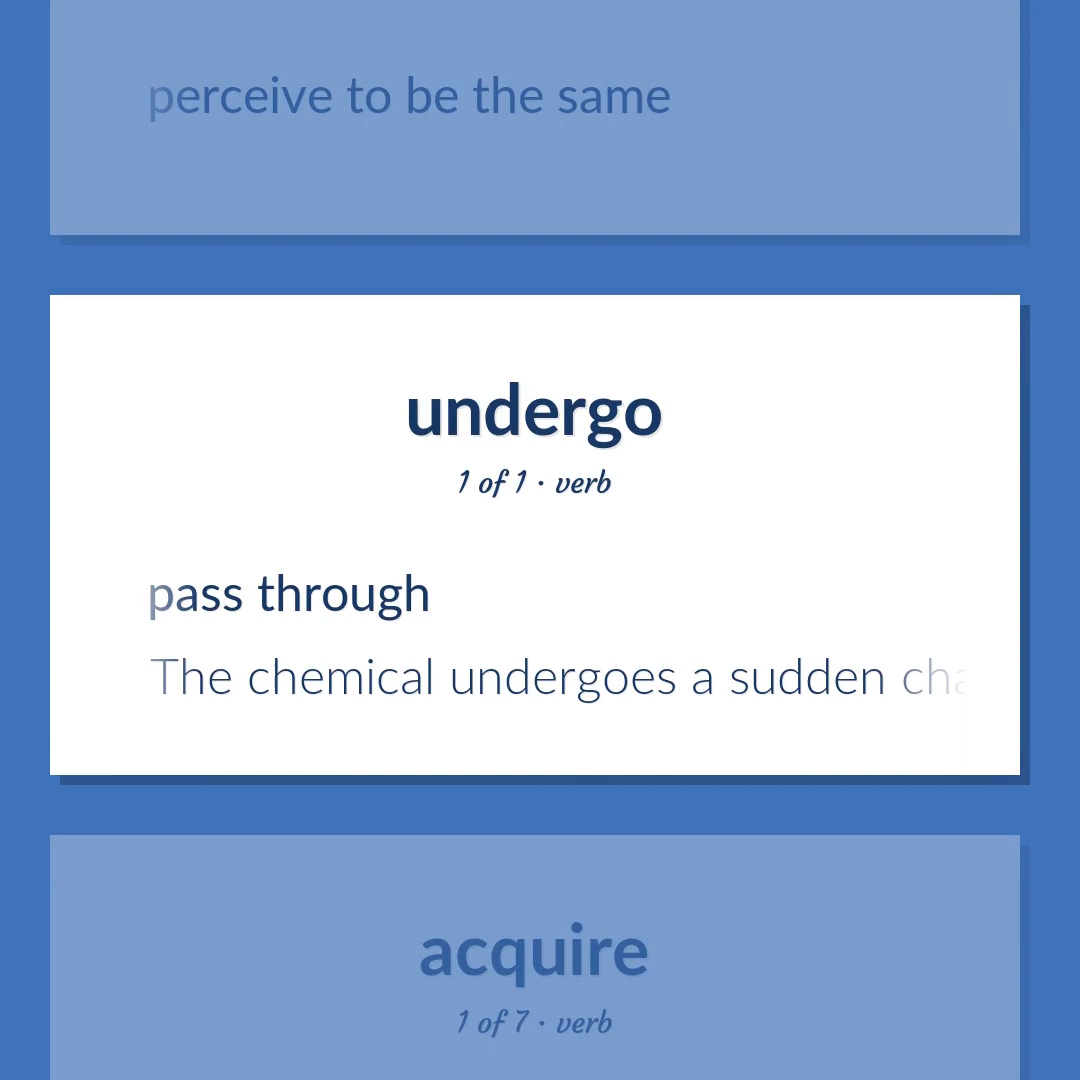 perceive to be the same
undergo
1 of 1 · verb
pass through
The chemical undergoes a sudden
acquire
1 of 7 · verb